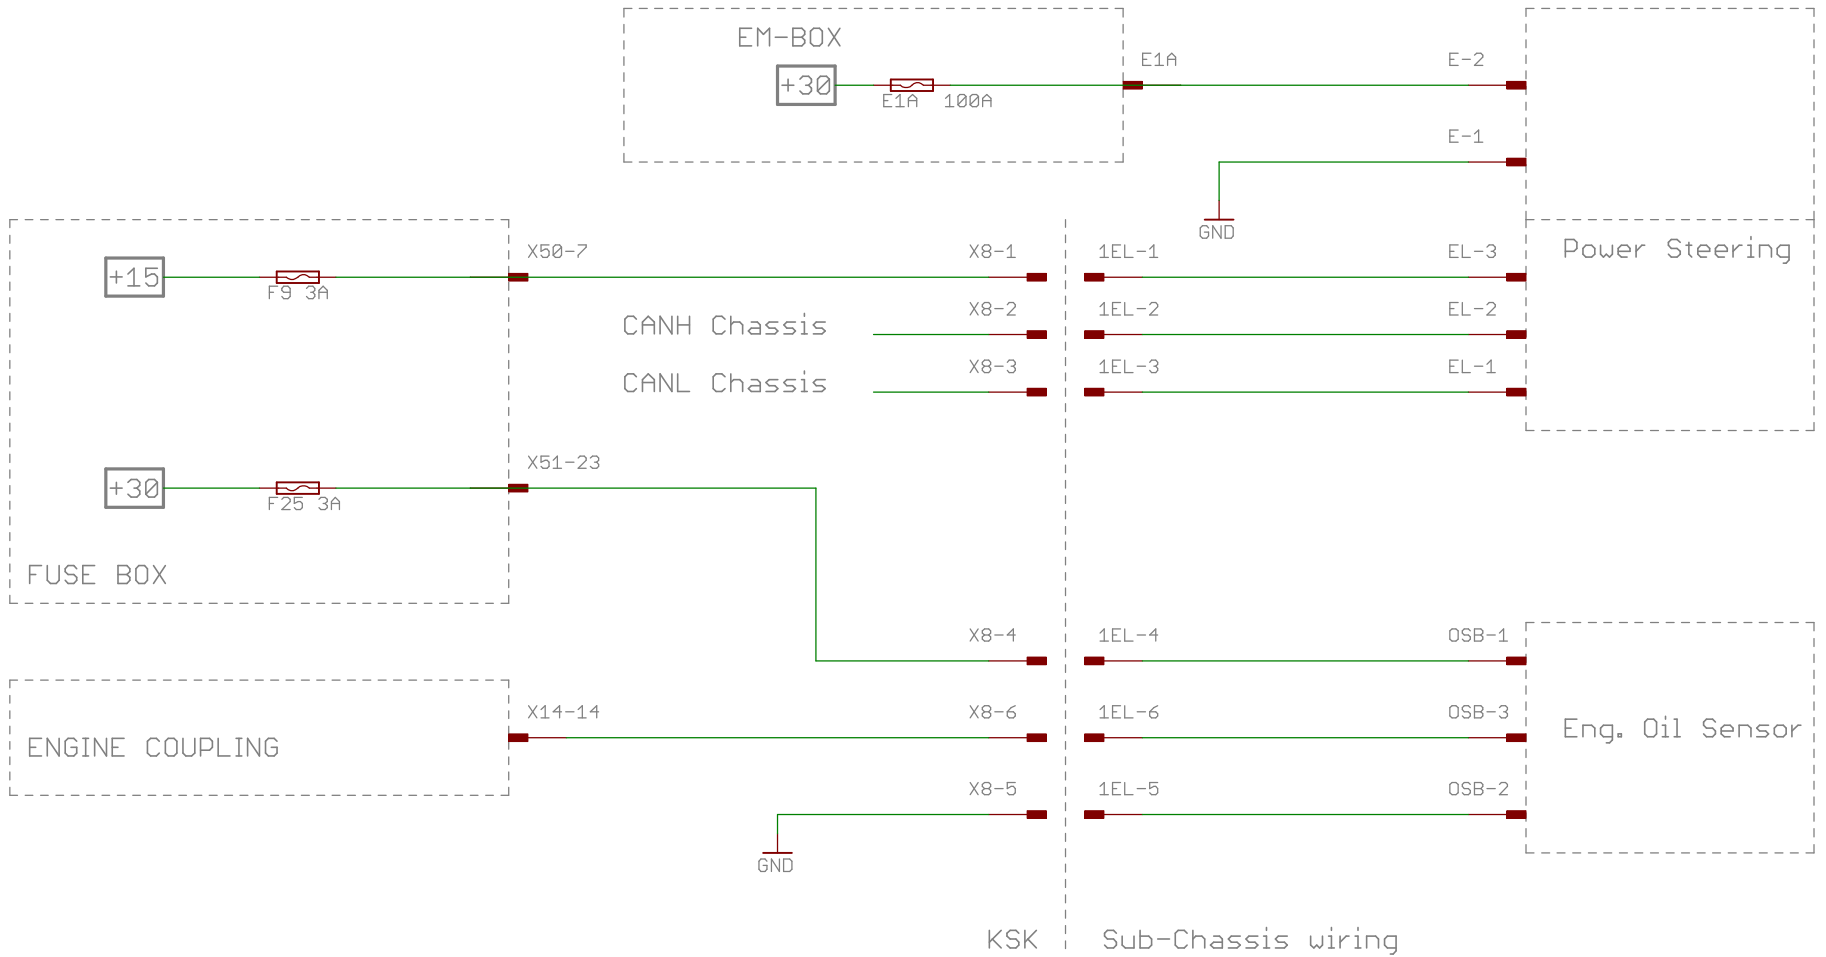 EM-BOX
E1A
E-2
+30
E1A 100A
E-1
GND
X50-7
X8-1
1EL-1
EL-3
Power Steering
+15
F9 3A
X8-2
1EL-2
EL-2
CANH Chassis
X8-3
1EL-3
EL-1
CANL Chassis
X51-23
+30
F25 3A
FUSE BOX
X8-4
1EL-4
OSB-1
X14-14
X8-6
1EL-6
OSB-3
Eng. Oil Sensor
ENGINE COUPLING
X8-5
1EL-5
OSB-2
GND
KSK
Sub-Chassis wiring